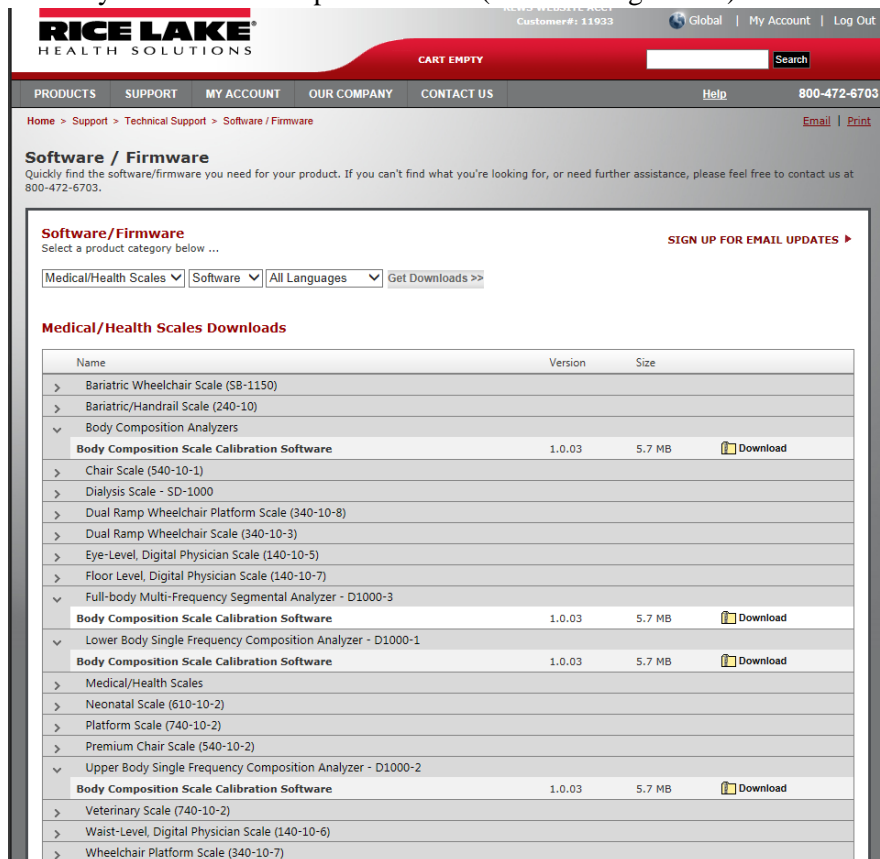 RICE LAKE®
HEALTH SOLUTIONS
Customer#: 11933
Global | My Account | Log Out
CART EMPTY
Search
PRODUCTS SUPPORT MY ACCOUNT OUR COMPANY CONTACT US Help 800-472-6703
Home > Support > Technical Support > Software / Firmware
Email | Print
Software / Firmware
Quickly find the software/firmware you need for your product. If you can't find what you're looking for, or need further assistance, please feel free to contact us at
800-472-6703.
Software/Firmware
SIGN UP FOR EMAIL UPDATES
Select a product category below ...
Medical/Health Scales Software All Languages Get Downloads >>
Medical/Health Scales Downloads
Name Version Size
Bariatric Wheelchair Scale (SB-1150)
Bariatric/Handrail Scale (240-10)
Body Composition Analyzers
Body Composition Scale Calibration Software 1.0.03 5.7 MB Download
Chair Scale (540-10-1)
Dialysis Scale - SD-1000
Dual Ramp Wheelchair Platform Scale (340-10-8)
Dual Ramp Wheelchair Scale (340-10-3)
Eye-Level, Digital Physician Scale (140-10-5)
Floor Level, Digital Physician Scale (140-10-7)
Full-body Multi-Frequency Segmental Analyzer - D1000-3
Body Composition Scale Calibration Software 1.0.03 5.7 MB Download
Lower Body Single Frequency Composition Analyzer - D1000-1
Body Composition Scale Calibration Software 1.0.03 5.7 MB Download
Medical/Health Scales
Neonatal Scale (610-10-2)
Platform Scale (740-10-2)
Premium Chair Scale (540-10-2)
Upper Body Single Frequency Composition Analyzer - D1000-2
Body Composition Scale Calibration Software 1.0.03 5.7 MB Download
Veterinary Scale (740-10-2)
Waist-Level, Digital Physician Scale (140-10-6)
Wheelchair Platform Scale (340-10-7)